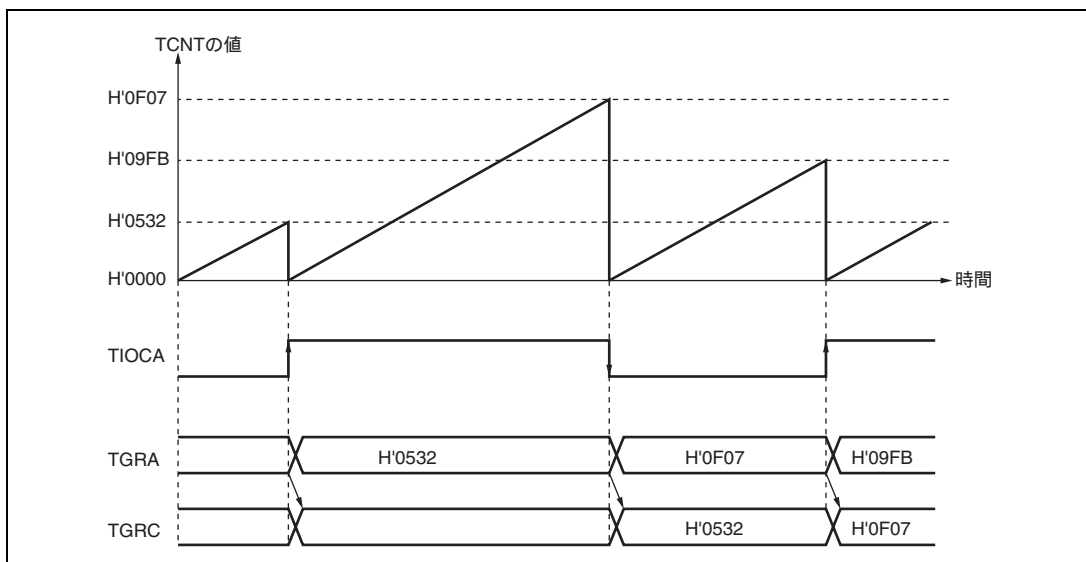 TCNTの値
H'0F07
H'09FB
H'0532
H'0000
時間
TIOCA
TGRA
H'0532
H'0F07
H'09FB
TGRC
H'0532
H'0F07